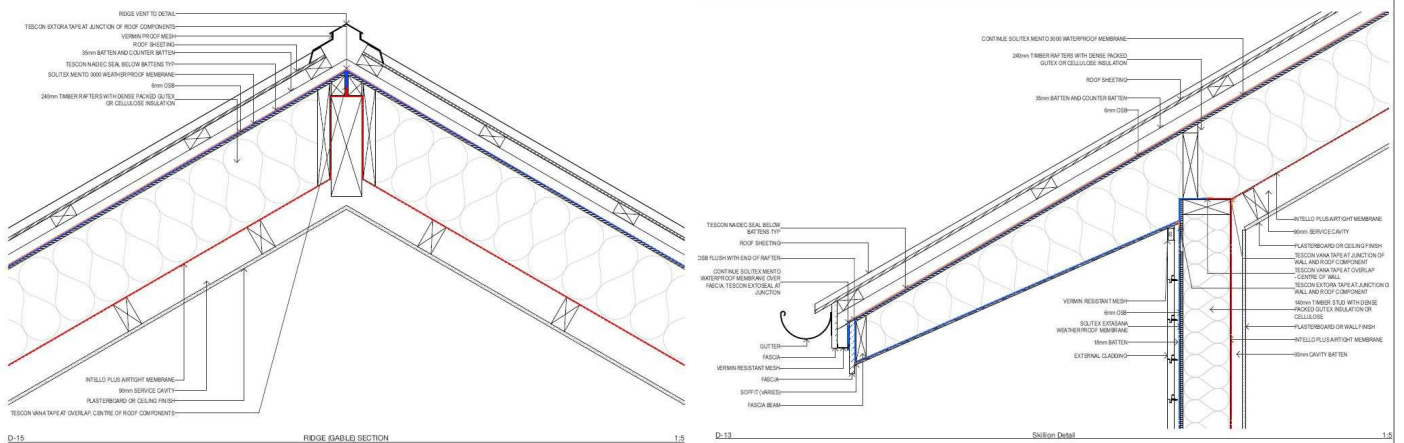 RIDGE VENT TO DETAIL
TESCON EXTORA TAPE AT JUNCTION OF ROOF COMPONENTS
VERMIN PROOF MESH
ROOF SHEETING
35mm BATTEN AND COUNTER BATTEN
TESCON NAIDEC SEAL BELOW BATTENS TYP
SOLITEX MENTO 3000 WEATHERPROOF MEMBRANE
6mm OSB
240mm TIMBER RAFTERS WITH DENSE PACKED GUTEX
OR CELLULOSE INSULATION
INTELLO PLUS AIRTIGHT MEMBRANE
90mm SERVICE CAVITY
PLASTERBOARD OR CEILING FINISH
TESCON VANA TAPE AT OVERLAP, CENTRE OF ROOF COMPONENTS
D-15
RIDGE (GABLE) SECTION
1:5
CONTINUE SOLITEX MENTO 3000 WATERPROOF MEMBRANE
240mm TIMBER RAFTERS WITH DENSE PACKED
GUTEX OR CELLULOSE INSULATION
ROOF SHEETING
35mm BATTEN AND COUNTER BATTEN
6mm OSB
TESCON NAIDEC SEAL BELOW
BATTENS TYP
ROOF SHEETING
OSB FLUSH WITH END OF RAFTER
CONTINUE SOLITEX MENTO
WATERPROOF MEMBRANE OVER
FASCIA, TESCON EXTOSEAL AT
JUNCTION
GUTTER
FASCIA
VERMIN RESISTANT MESH
FASCIA
SOFFIT (VARIES)
FASCIA BEAM
VERMIN RESISTANT MESH
6mm OSB
SOLITEX EXTASANA
WEATHERPROOF MEMBRANE
18mm BATTEN
EXTERNAL CLADDING
INTELLO PLUS AIRTIGHT MEMBRANE
90mm SERVICE CAVITY
PLASTERBOARD OR CEILING FINISH
TESCON VANA TAPE AT JUNCTION OF
WALL AND ROOF COMPONENT
TESCON VANA TAPE AT OVERLAP
- CENTRE OF WALL
TESCON EXTORA TAPE AT JUNCTION O
WALL AND ROOF COMPONENT
140mm TIMBER STUD WITH DENSE
PACKED GUTEX INSULATION OR
CELLULOSE
PLASTERBOARD OR WALL FINISH
INTELLO PLUS AIRTIGHT MEMBRANE
35mm CAVITY BATTEN
D-13
Skillion Detail
1:5